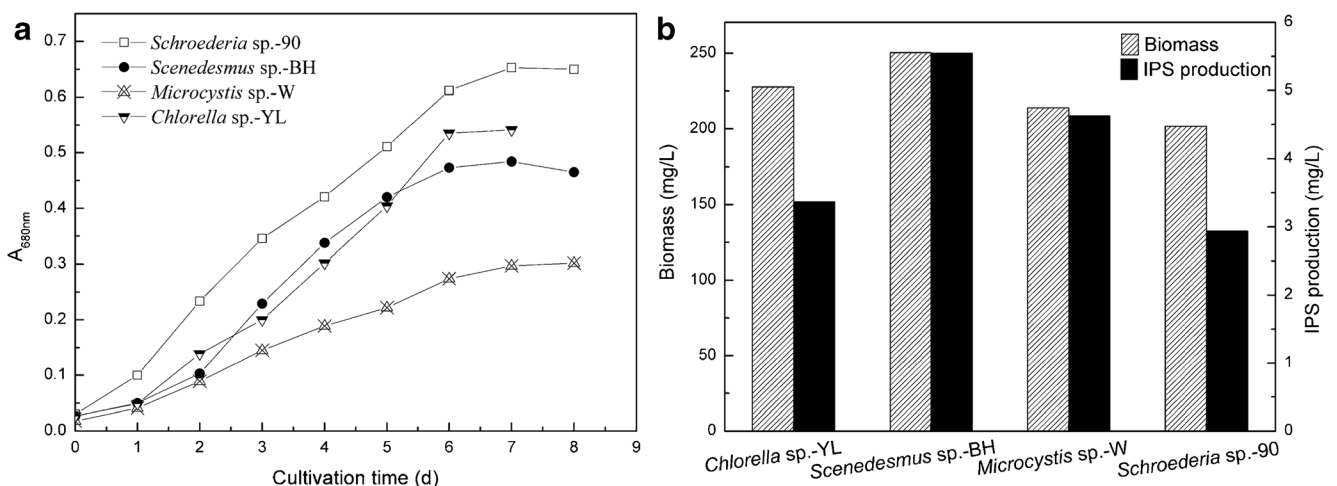 a
0.7
0.6
0.5
0.4
0.3
0.2
0.1
0.0
A680nm
Schroederia sp.-90
Scenedesmus sp.-BH
Microcystis sp.-W
Chlorella sp.-YL
0 1 2 3 4 5 6 7 8 9
Cultivation time (d)
b
250
200
150
100
50
0
Biomass (mg/L)
Biomass
IPS production
6
5
4
3
2
1
0
IPS production (mg/L)
Chlorella sp.-YL
Scenedesmus sp.-BH
Microcystis sp.-W
Schroederia sp.-90